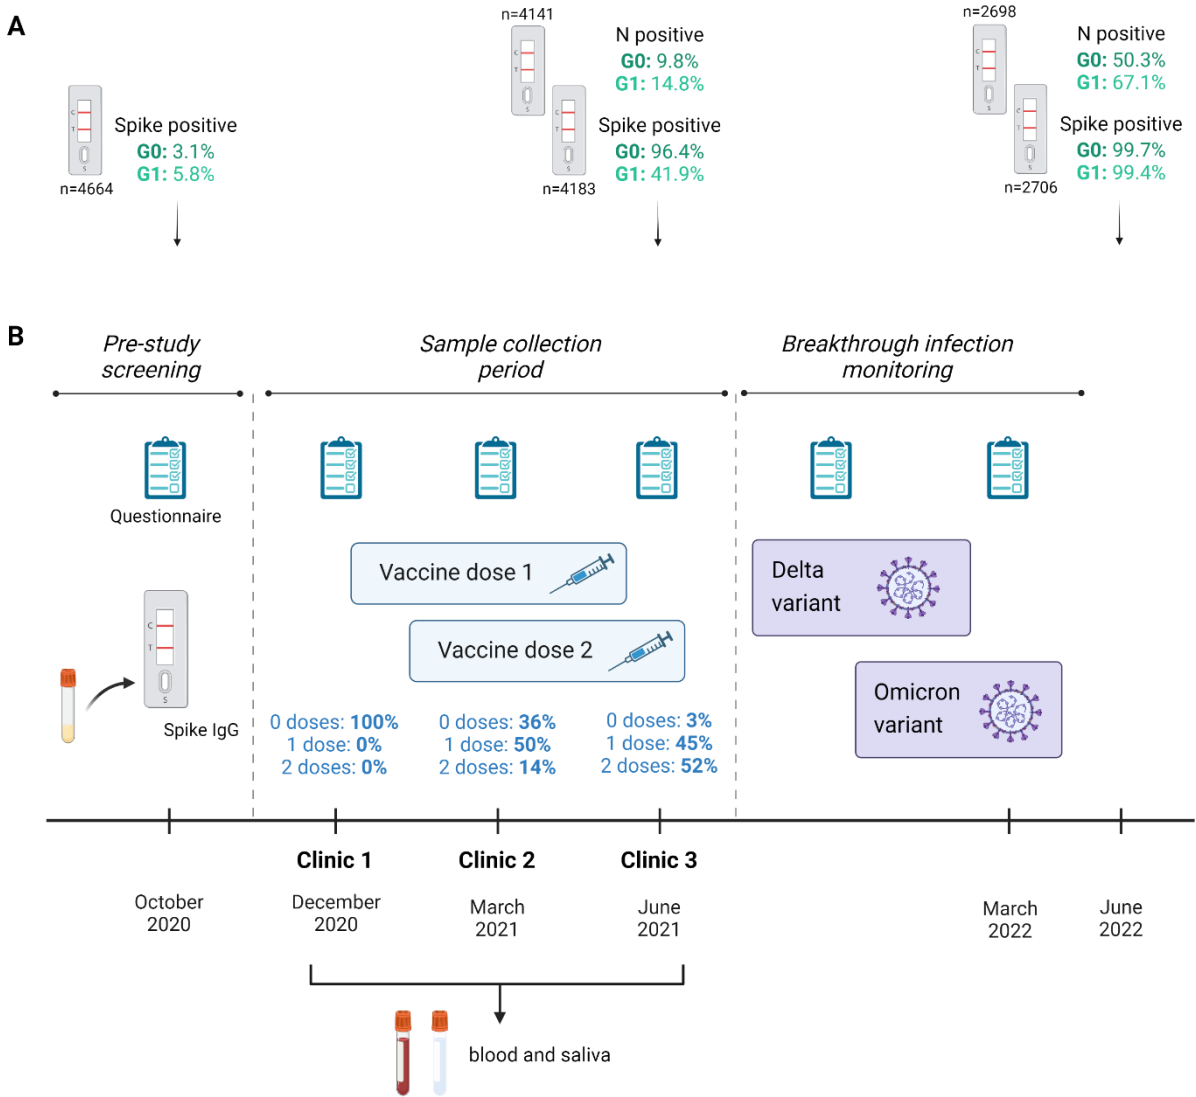 A
n=4664
Spike positive
G0: 3.1%
G1: 5.8%
n=4141
N positive
G0: 9.8%
G1: 14.8%
Spike positive
G0: 96.4%
G1: 41.9%
n=4183
n=2698
N positive
G0: 50.3%
G1: 67.1%
Spike positive
G0: 99.7%
G1: 99.4%
n=2706
C
T
S
C
T
S
C
T
S
C
T
S
C
T
S
B
Pre-study
screening
Sample collection
period
Breakthrough infection
monitoring
Questionnaire
Vaccine dose 1
Vaccine dose 2
Delta
variant
Omicron
variant
C
T
S
Spike IgG
0 doses: 100%
1 dose: 0%
2 doses: 0%
0 doses: 36%
1 dose: 50%
2 doses: 14%
0 doses: 3%
1 dose: 45%
2 doses: 52%
Clinic 1
Clinic 2
Clinic 3
October
2020
December
2020
March
2021
June
2021
March
2022
June
2022
blood and saliva